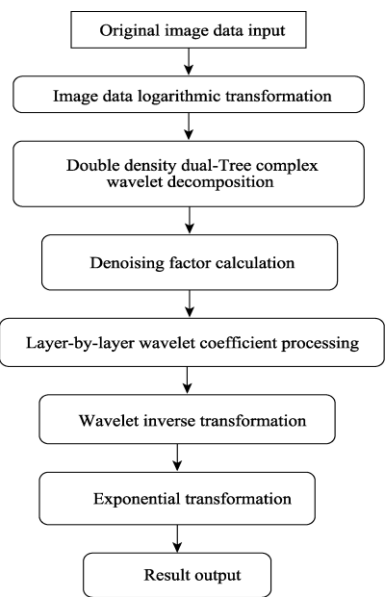 Original image data input
Image data logarithmic transformation
Double density dual-Tree complex
wavelet decomposition
Denoising factor calculation
Layer-by-layer wavelet coefficient processing
Wavelet inverse transformation
Exponential transformation
Result output